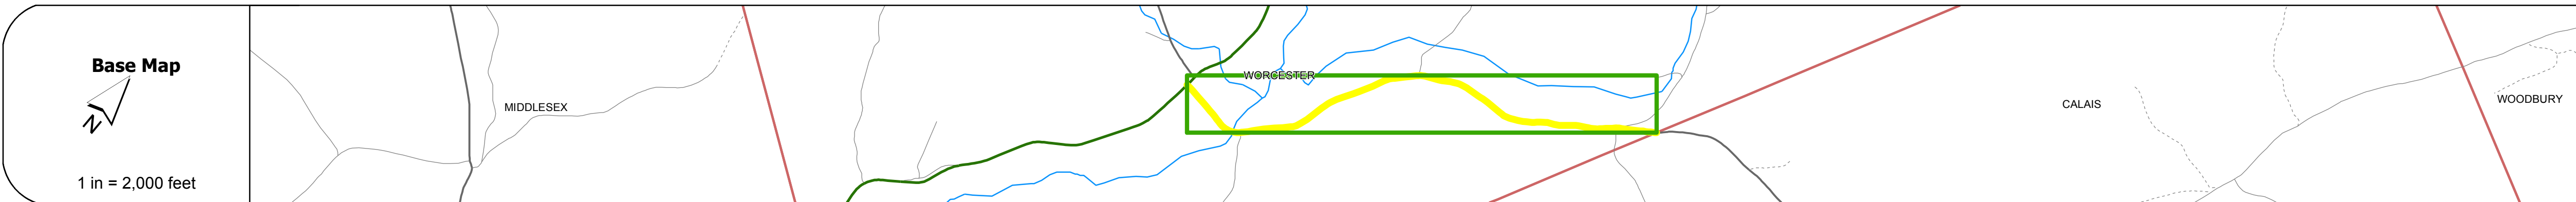 Base Map
N
1 in = 2,000 feet
MIDDLESEX
WORCESTER
CALAIS
WOODBURY